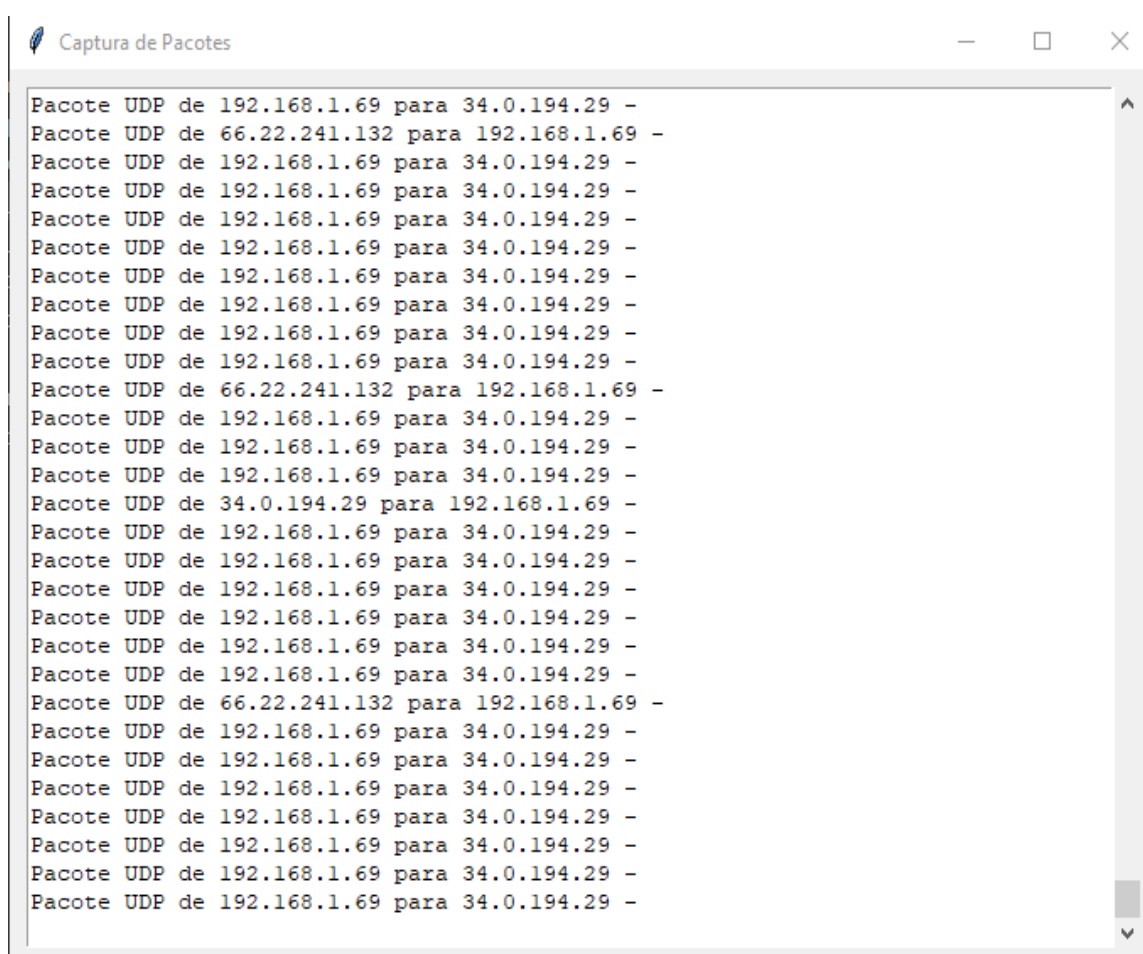 Captura de Pacotes
Pacote UDP de 192.168.1.69 para 34.0.194.29 -
Pacote UDP de 66.22.241.132 para 192.168.1.69 -
Pacote UDP de 192.168.1.69 para 34.0.194.29 -
Pacote UDP de 192.168.1.69 para 34.0.194.29 -
Pacote UDP de 192.168.1.69 para 34.0.194.29 -
Pacote UDP de 192.168.1.69 para 34.0.194.29 -
Pacote UDP de 192.168.1.69 para 34.0.194.29 -
Pacote UDP de 192.168.1.69 para 34.0.194.29 -
Pacote UDP de 192.168.1.69 para 34.0.194.29 -
Pacote UDP de 192.168.1.69 para 34.0.194.29 -
Pacote UDP de 66.22.241.132 para 192.168.1.69 -
Pacote UDP de 192.168.1.69 para 34.0.194.29 -
Pacote UDP de 192.168.1.69 para 34.0.194.29 -
Pacote UDP de 192.168.1.69 para 34.0.194.29 -
Pacote UDP de 34.0.194.29 para 192.168.1.69 -
Pacote UDP de 192.168.1.69 para 34.0.194.29 -
Pacote UDP de 192.168.1.69 para 34.0.194.29 -
Pacote UDP de 192.168.1.69 para 34.0.194.29 -
Pacote UDP de 192.168.1.69 para 34.0.194.29 -
Pacote UDP de 192.168.1.69 para 34.0.194.29 -
Pacote UDP de 192.168.1.69 para 34.0.194.29 -
Pacote UDP de 66.22.241.132 para 192.168.1.69 -
Pacote UDP de 192.168.1.69 para 34.0.194.29 -
Pacote UDP de 192.168.1.69 para 34.0.194.29 -
Pacote UDP de 192.168.1.69 para 34.0.194.29 -
Pacote UDP de 192.168.1.69 para 34.0.194.29 -
Pacote UDP de 192.168.1.69 para 34.0.194.29 -
Pacote UDP de 192.168.1.69 para 34.0.194.29 -
Pacote UDP de 192.168.1.69 para 34.0.194.29 -